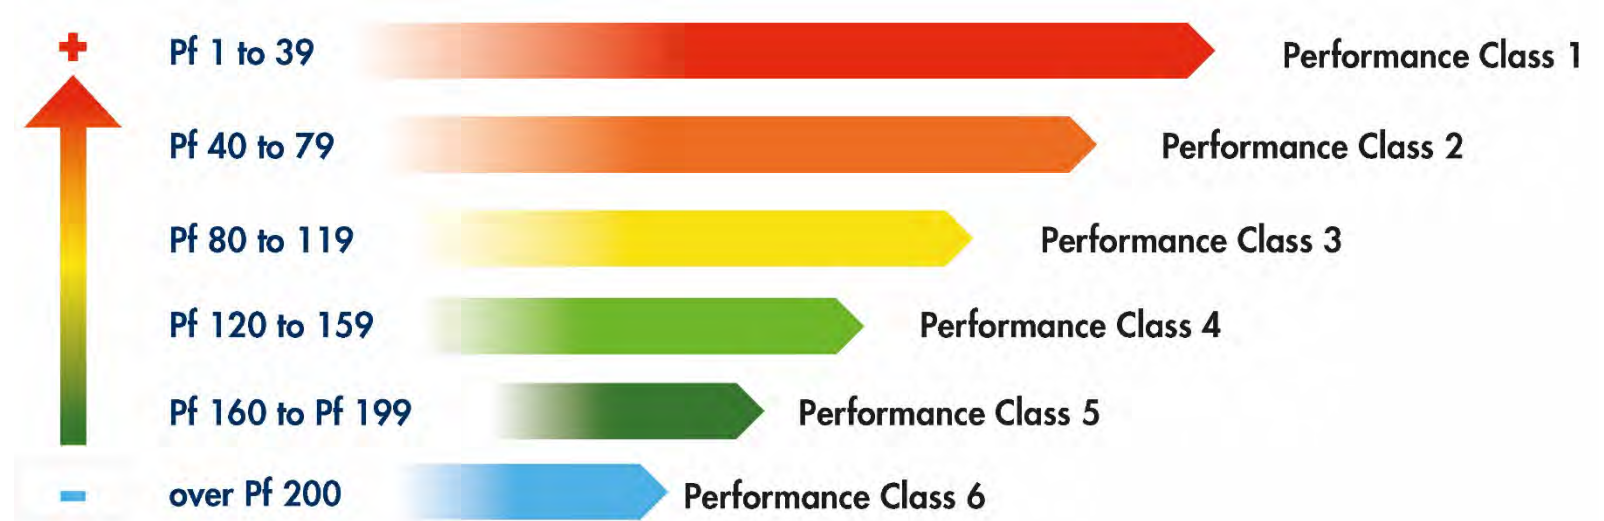 +
Pf 1 to 39 Performance Class 1
Pf 40 to 79 Performance Class 2
Pf 80 to 119 Performance Class 3
Pf 120 to 159 Performance Class 4
Pf 160 to Pf 199 Performance Class 5
- over Pf 200 Performance Class 6